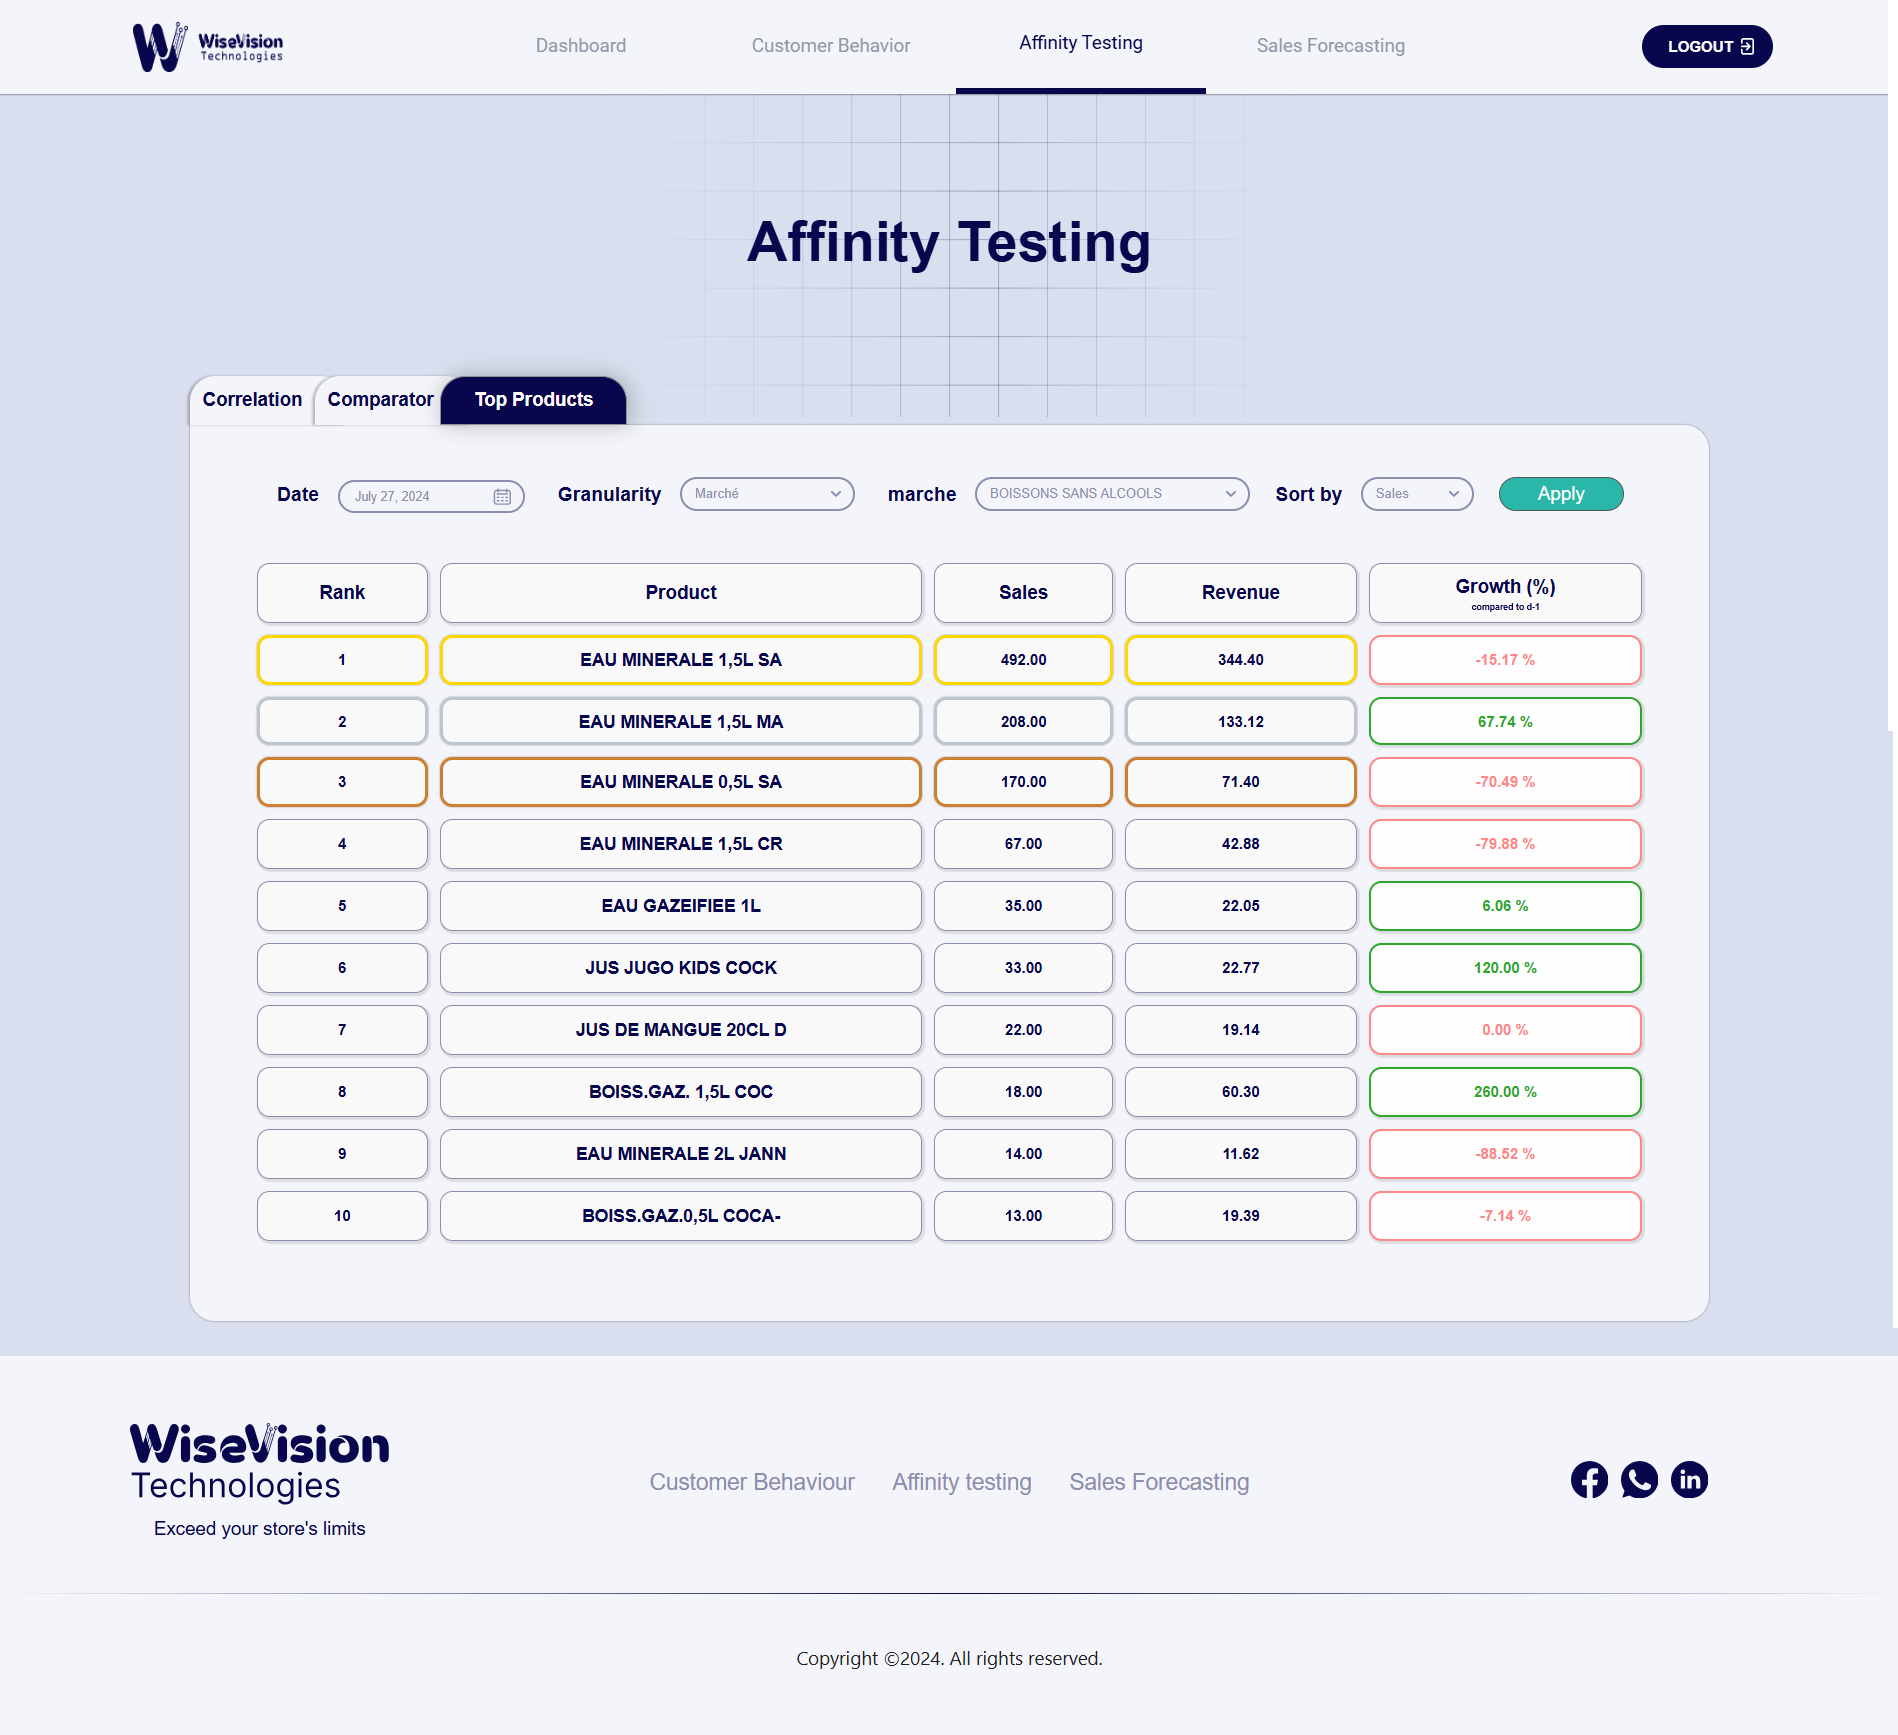 WiseVision
Technologies
Dashboard
Customer Behavior
Affinity Testing
Sales Forecasting
LOGOUT
Affinity Testing
Correlation
Comparator
Top Products
Date
July 27, 2024
Granularity
Marché
marche
BOISSONS SANS ALCOOLS
Sort by
Sales
Apply
Rank
Product
Sales
Revenue
Growth (%)
compared to d-1
1
EAU MINERALE 1,5L SA
492.00
344.40
-15.17 %
2
EAU MINERALE 1,5L MA
208.00
133.12
67.74 %
3
EAU MINERALE 0,5L SA
170.00
71.40
-70.49 %
4
EAU MINERALE 1,5L CR
67.00
42.88
-79.88 %
5
EAU GAZEIFIEE 1L
35.00
22.05
6.06 %
6
JUS JUGO KIDS COCK
33.00
22.77
120.00 %
7
JUS DE MANGUE 20CL D
22.00
19.14
0.00 %
8
BOISS.GAZ. 1,5L COC
18.00
60.30
260.00 %
9
EAU MINERALE 2L JANN
14.00
11.62
-88.52 %
10
BOISS.GAZ.0,5L COCA-
13.00
19.39
-7.14 %
WiseVision
Technologies
Exceed your store's limits
Customer Behaviour
Affinity testing
Sales Forecasting
Copyright ©2024. All rights reserved.